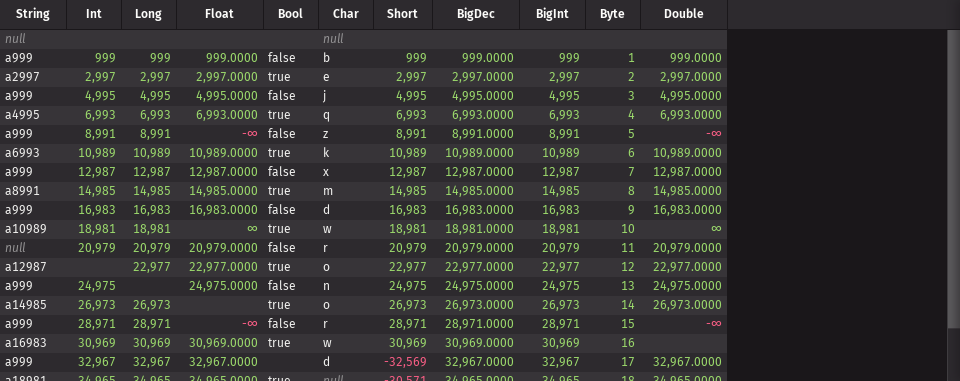 String Int Long Float Bool Char Short BigDec BigInt Byte Double
null null
a999 999 999 999.0000 false b 999 999.0000 999 1 999.0000
a2997 2,997 2,997 2,997.0000 true e 2,997 2,997.0000 2,997 2 2,997.0000
a999 4,995 4,995 4,995.0000 false j 4,995 4,995.0000 4,995 3 4,995.0000
a4995 6,993 6,993 6,993.0000 true q 6,993 6,993.0000 6,993 4 6,993.0000
a999 8,991 8,991 -∞ false z 8,991 8,991.0000 8,991 5 -∞
a6993 10,989 10,989 10,989.0000 true k 10,989 10,989.0000 10,989 6 10,989.0000
a999 12,987 12,987 12,987.0000 false x 12,987 12,987.0000 12,987 7 12,987.0000
a8991 14,985 14,985 14,985.0000 true m 14,985 14,985.0000 14,985 8 14,985.0000
a999 16,983 16,983 16,983.0000 false d 16,983 16,983.0000 16,983 9 16,983.0000
a10989 18,981 18,981 ∞ true w 18,981 18,981.0000 18,981 10 ∞
null 20,979 20,979 20,979.0000 false r 20,979 20,979.0000 20,979 11 20,979.0000
a12987 22,977 22,977.0000 true o 22,977 22,977.0000 22,977 12 22,977.0000
a999 24,975 24,975.0000 false n 24,975 24,975.0000 24,975 13 24,975.0000
a14985 26,973 26,973 true o 26,973 26,973.0000 26,973 14 26,973.0000
a999 28,971 28,971 -∞ false r 28,971 28,971.0000 28,971 15 -∞
a16983 30,969 30,969 30,969.0000 true w 30,969 30,969.0000 30,969 16
a999 32,967 32,967 32,967.0000 d -32,569 32,967.0000 32,967 17 32,967.0000
a18981 34,965 34,965 34,965.0000 true null -30,571 34,965.0000 34,965 18 34,965.0000